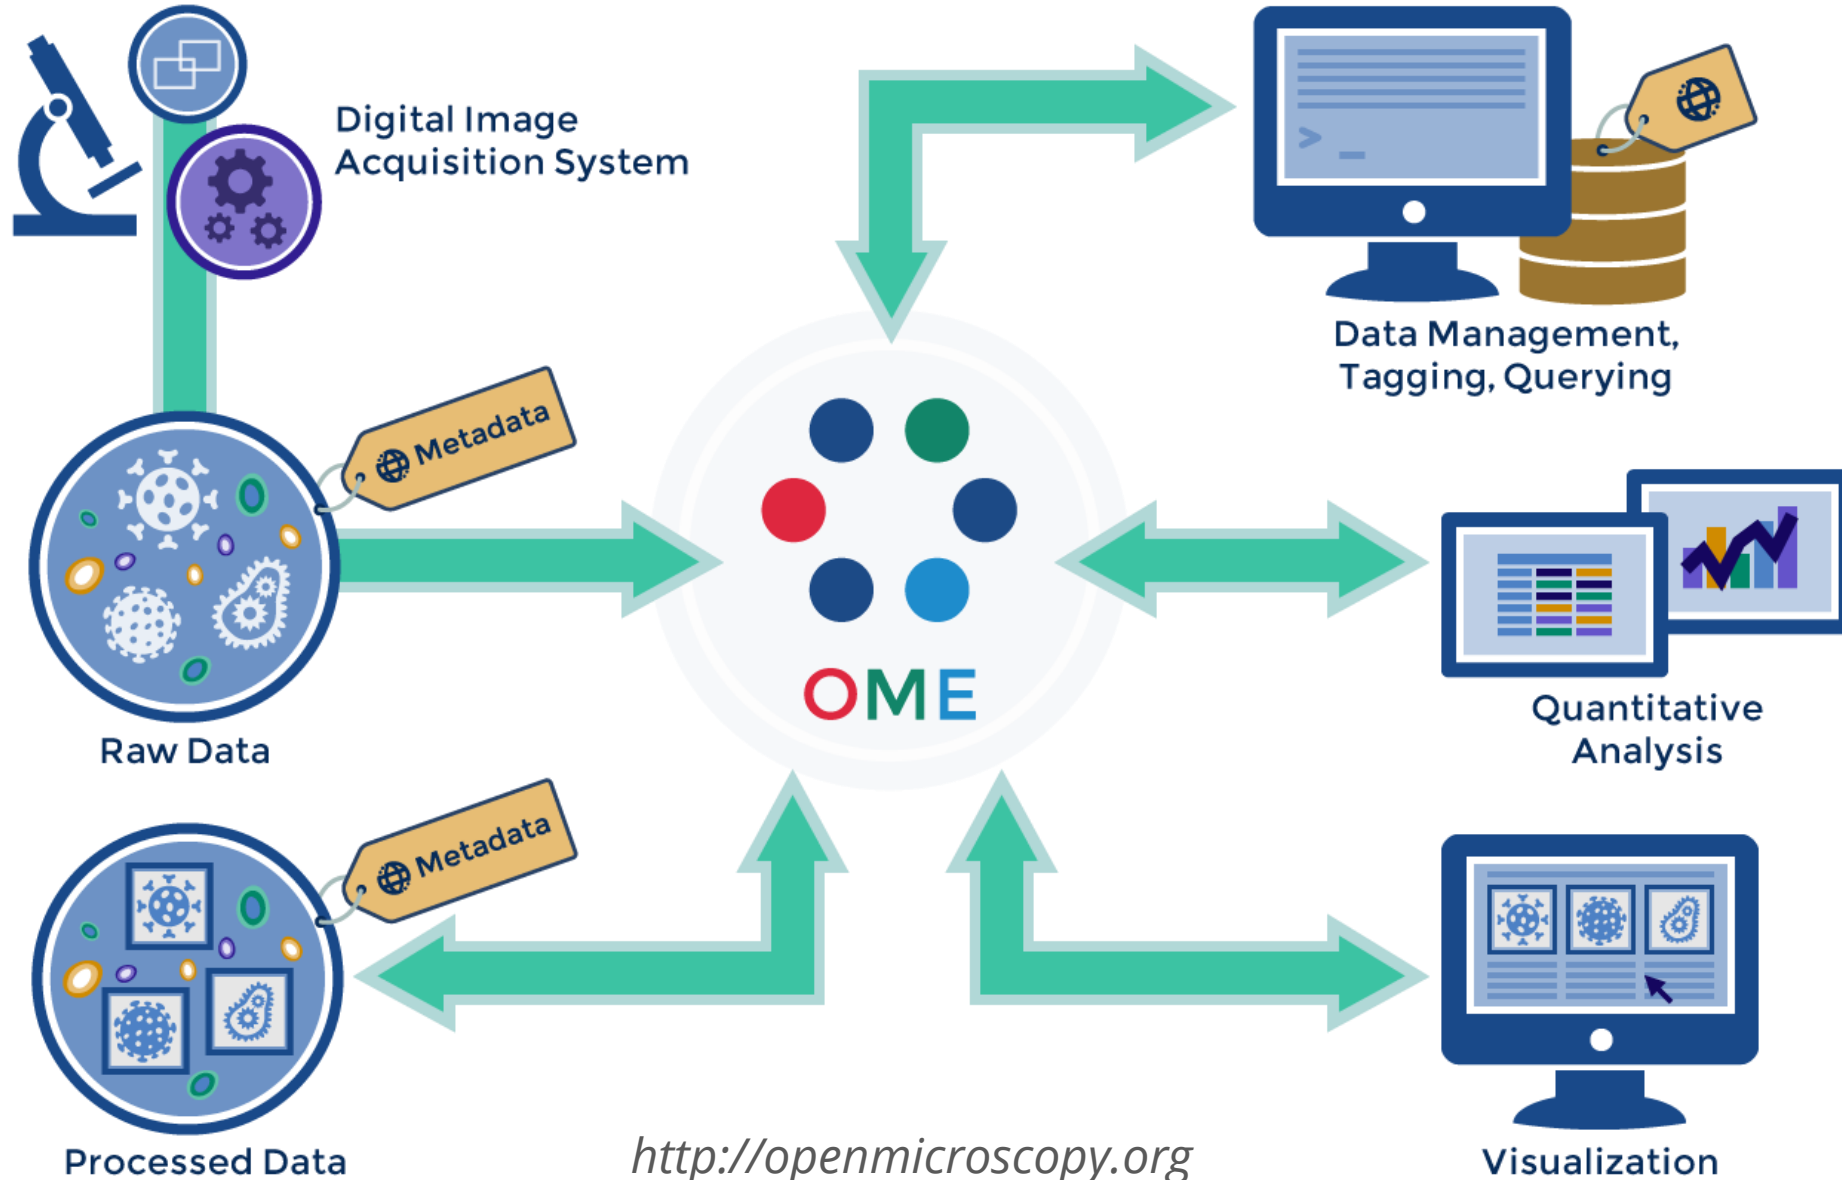 Digital Image
Acquisition System
Data Management,
Tagging, Querying
Metadata
Raw Data
OME
Quantitative
Analysis
Metadata
Processed Data
http://openmicroscopy.org
Visualization